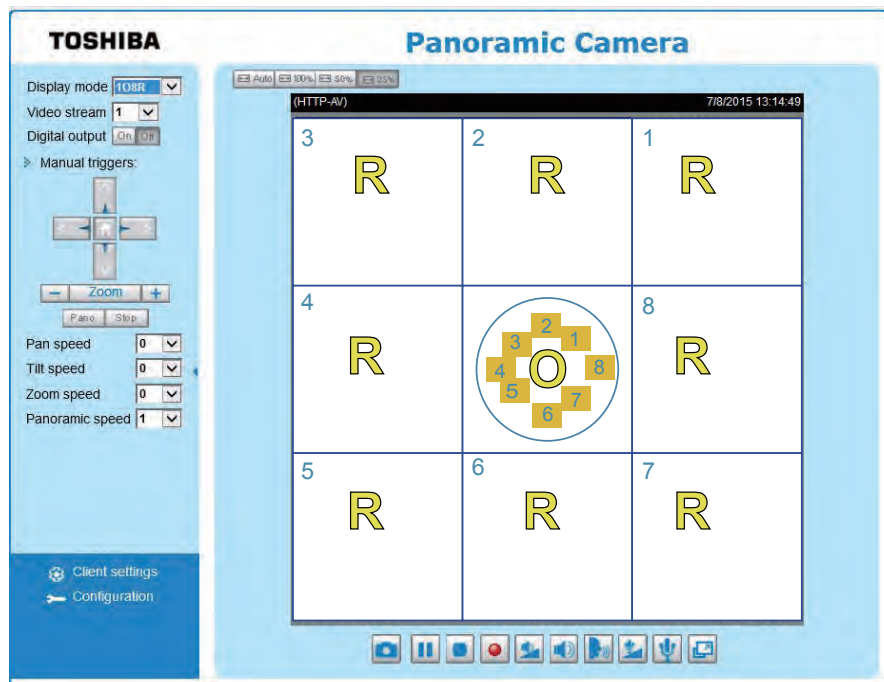 TOSHIBA
Panoramic Camera
Display mode 1O8R
Video stream 1
Digital output On Off
Manual triggers:
Zoom
Pano Stop
Pan speed 0
Tilt speed 0
Zoom speed 0
Panoramic speed 1
Client settings
Configuration
Auto 100% 50% 25%
(HTTP-AV) 7/8/2015 13:14:49
3 2 1
R R R
4 8
R R
2
3 1
4 O 8
5 7
6
5 6 7
R R R